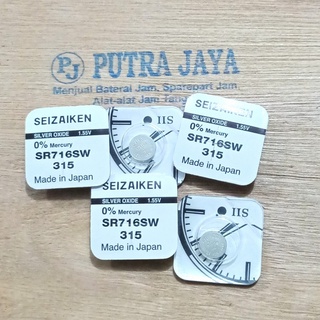 PJ PUTRA JAYA
Menjual Baterai Jam, Sparepart Jam
Alat-alat Jam Tangan
SEIZAIKEN
SILVER OXIDE 1.55V
0% Mercury
SR716SW
315
Made in Japan
SII
SEIZAIKEN
SILVER OXIDE 1.55V
0% Mercury
SR716SW
315
Made in Japan
SEIZAIKEN
SILVER OXIDE 1.55V
0% Mercury
SR716SW
315
Made in Japan
SII